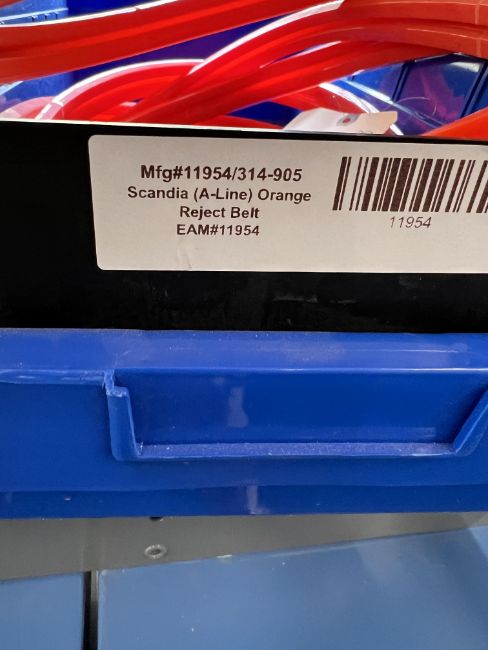 Mfg#11954/314-905
Scandia (A-Line) Orange
Reject Belt
EAM#11954
11954